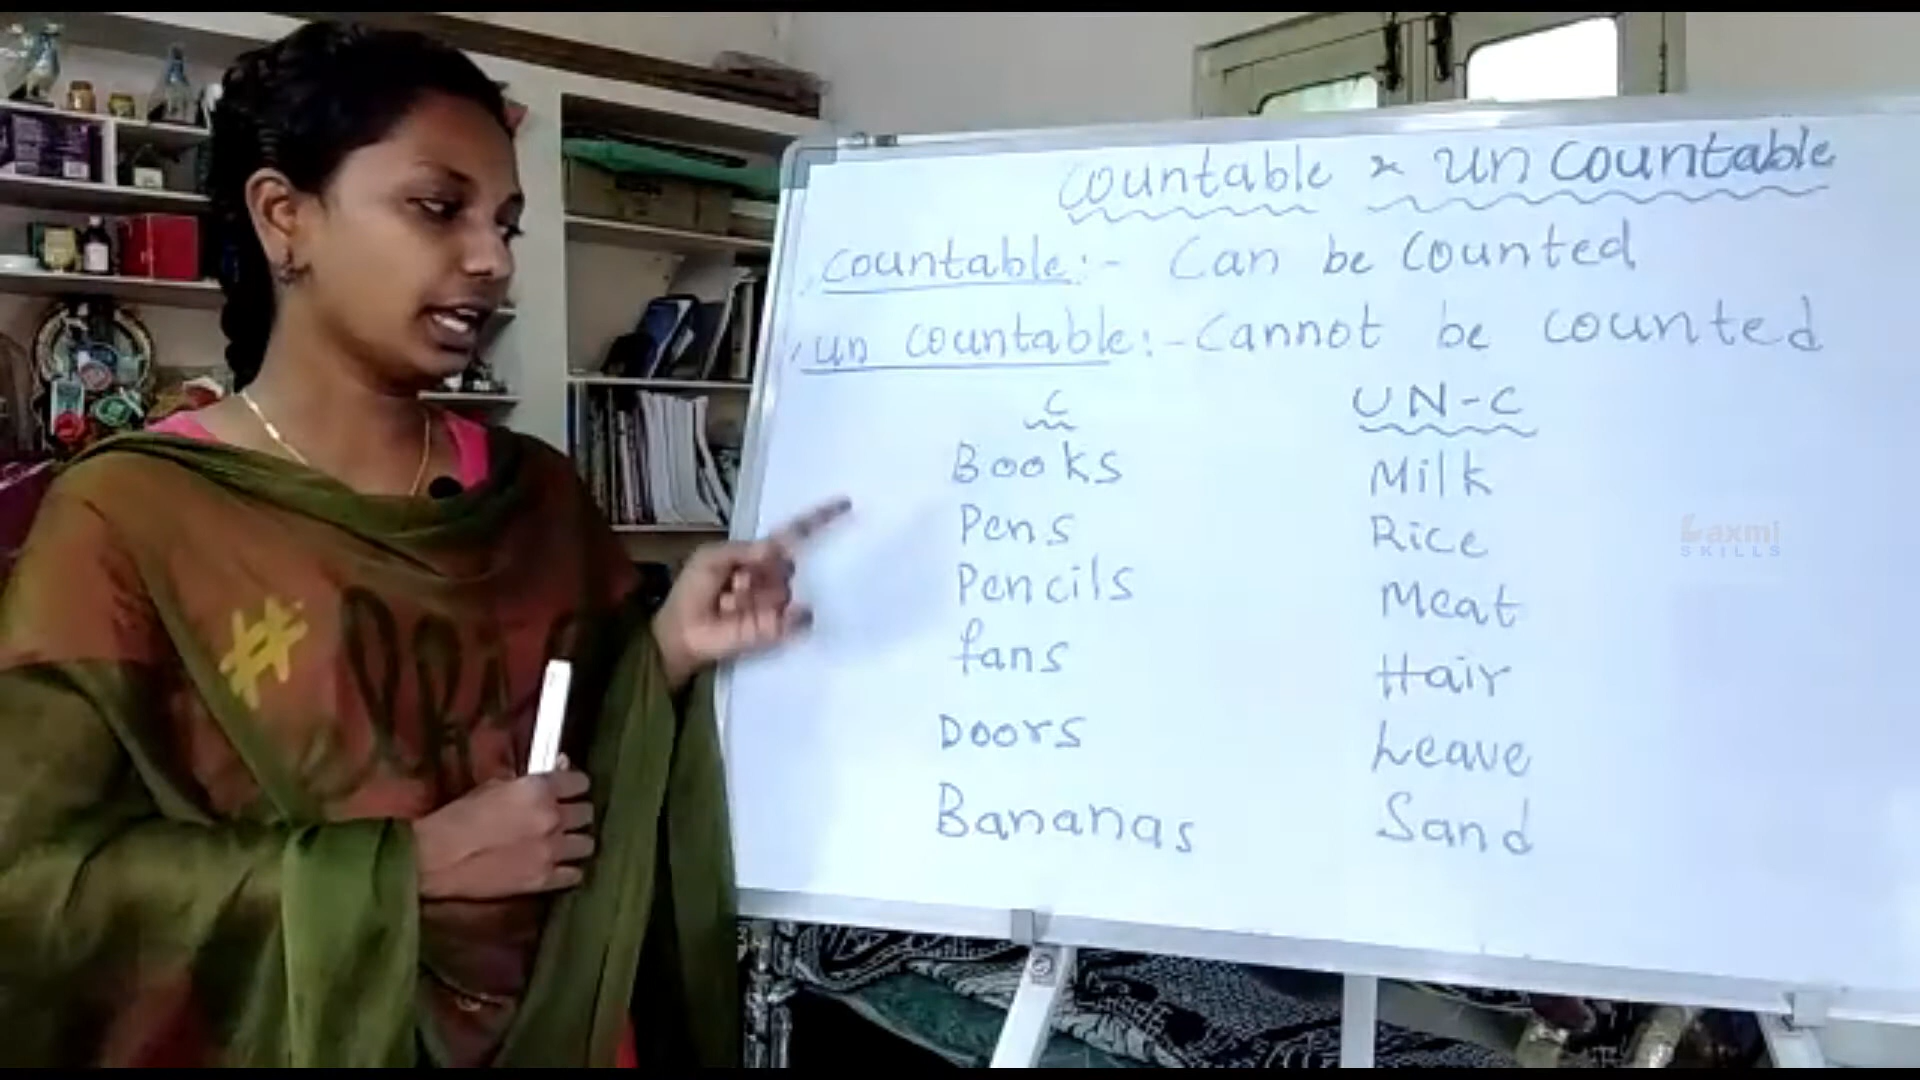 Countable × Un Countable
Countable:- Can be Counted
Un Countable:- Cannot be Counted
C UN-C
Books Milk
Pens Rice
Pencils Meat
fans Hair
Doors Leave
Bananas Sand
Laxmi
SKILLS
#